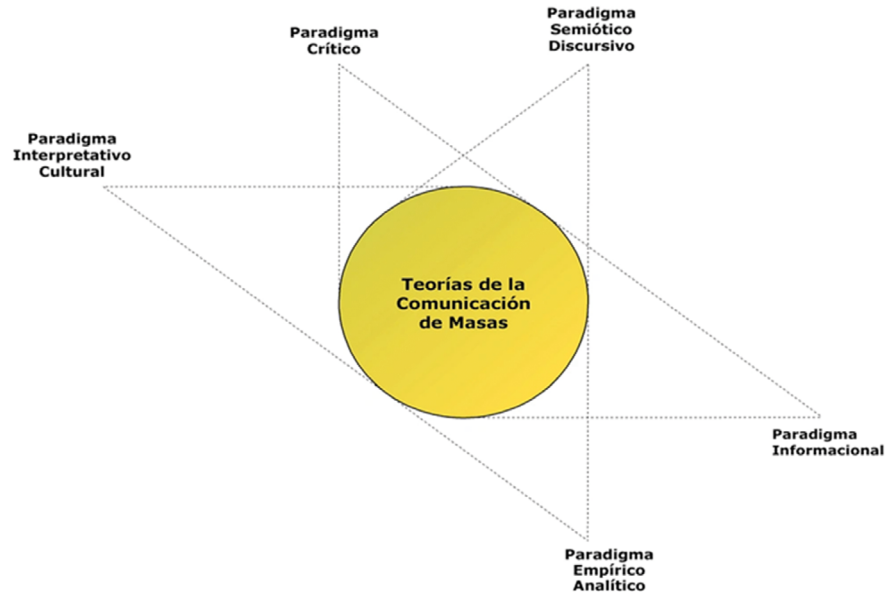 Paradigma
Crítico
Paradigma
Semiótico
Discursivo
Paradigma
Interpretativo
Cultural
Teorías de la
Comunicación
de Masas
Paradigma
Informacional
Paradigma
Empírico
Analítico